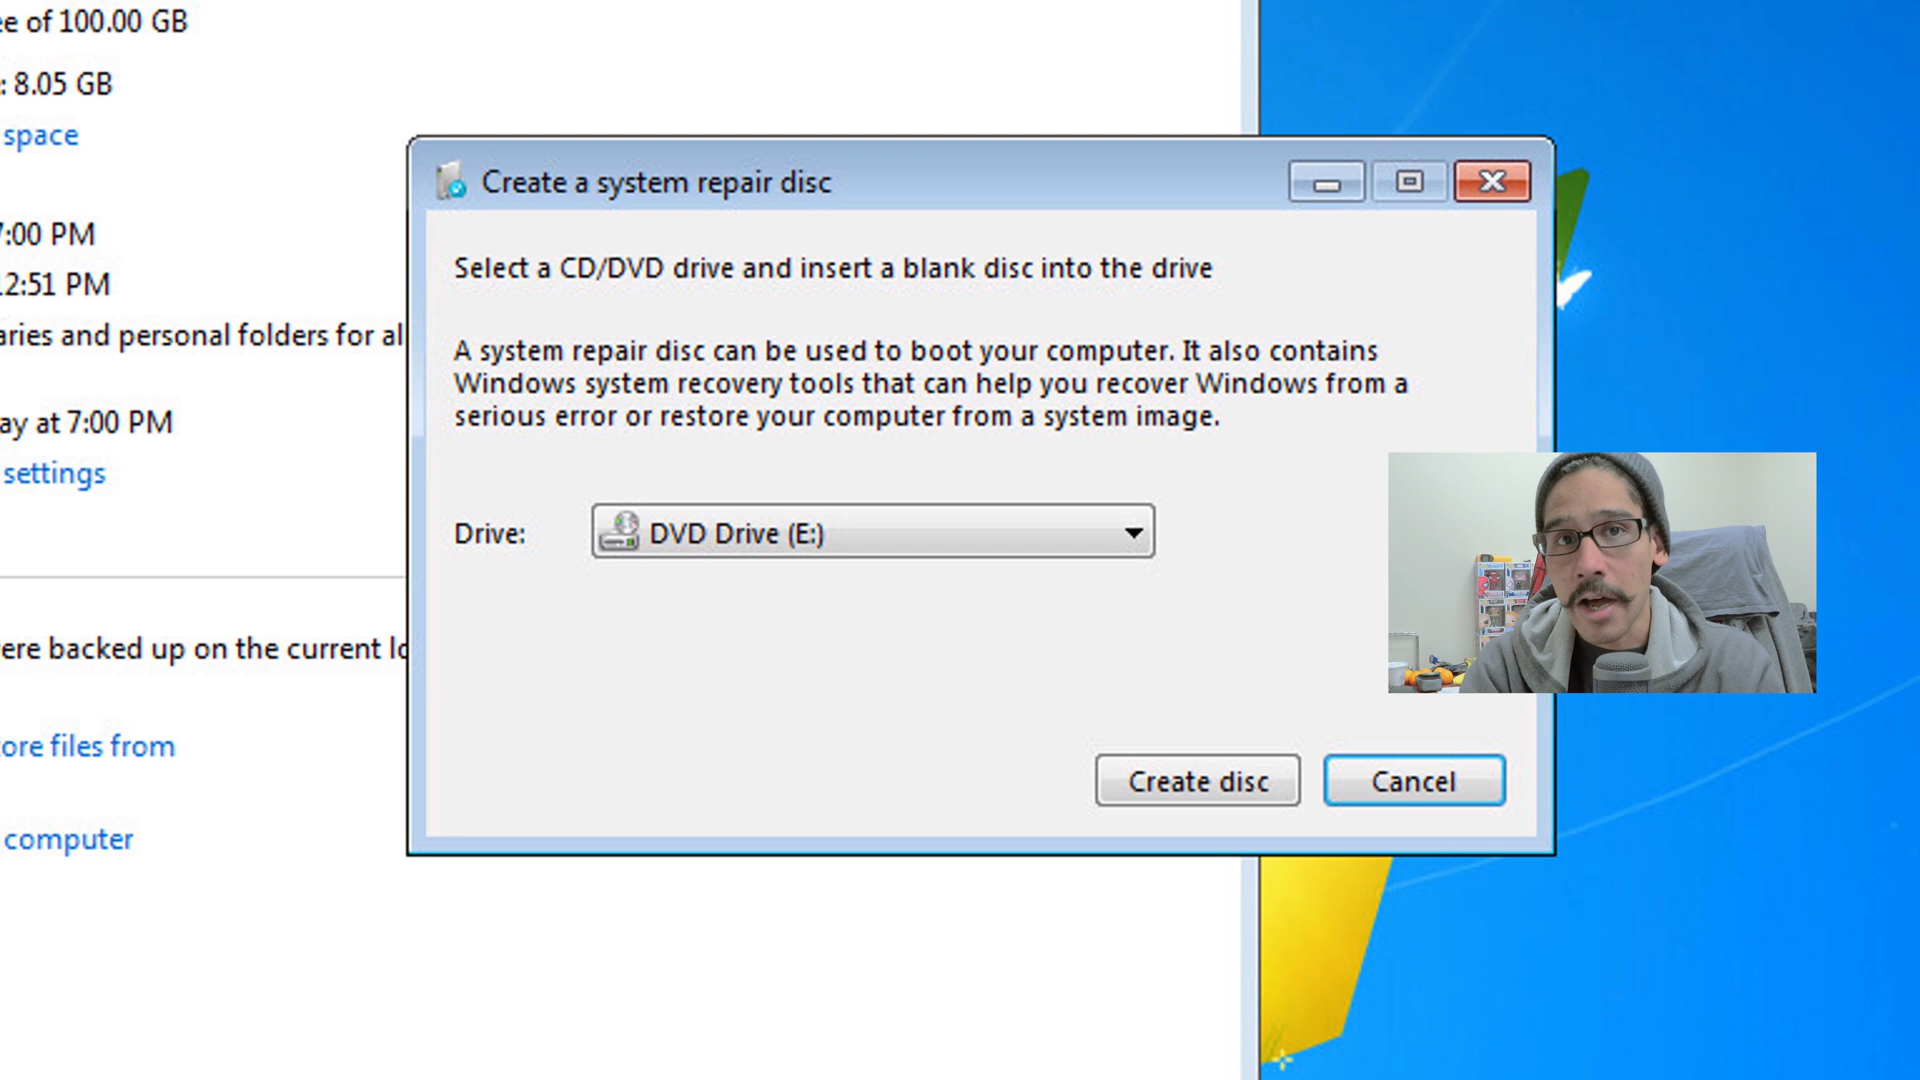 ee of 100.00 GB
: 8.05 GB
space
7:00 PM
12:51 PM
aries and personal folders for al
ay at 7:00 PM
settings
ere backed up on the current lo
ore files from
computer
Create a system repair disc
Select a CD/DVD drive and insert a blank disc into the drive
A system repair disc can be used to boot your computer. It also contains
Windows system recovery tools that can help you recover Windows from a
serious error or restore your computer from a system image.
Drive:
DVD Drive (E:)
Create disc
Cancel